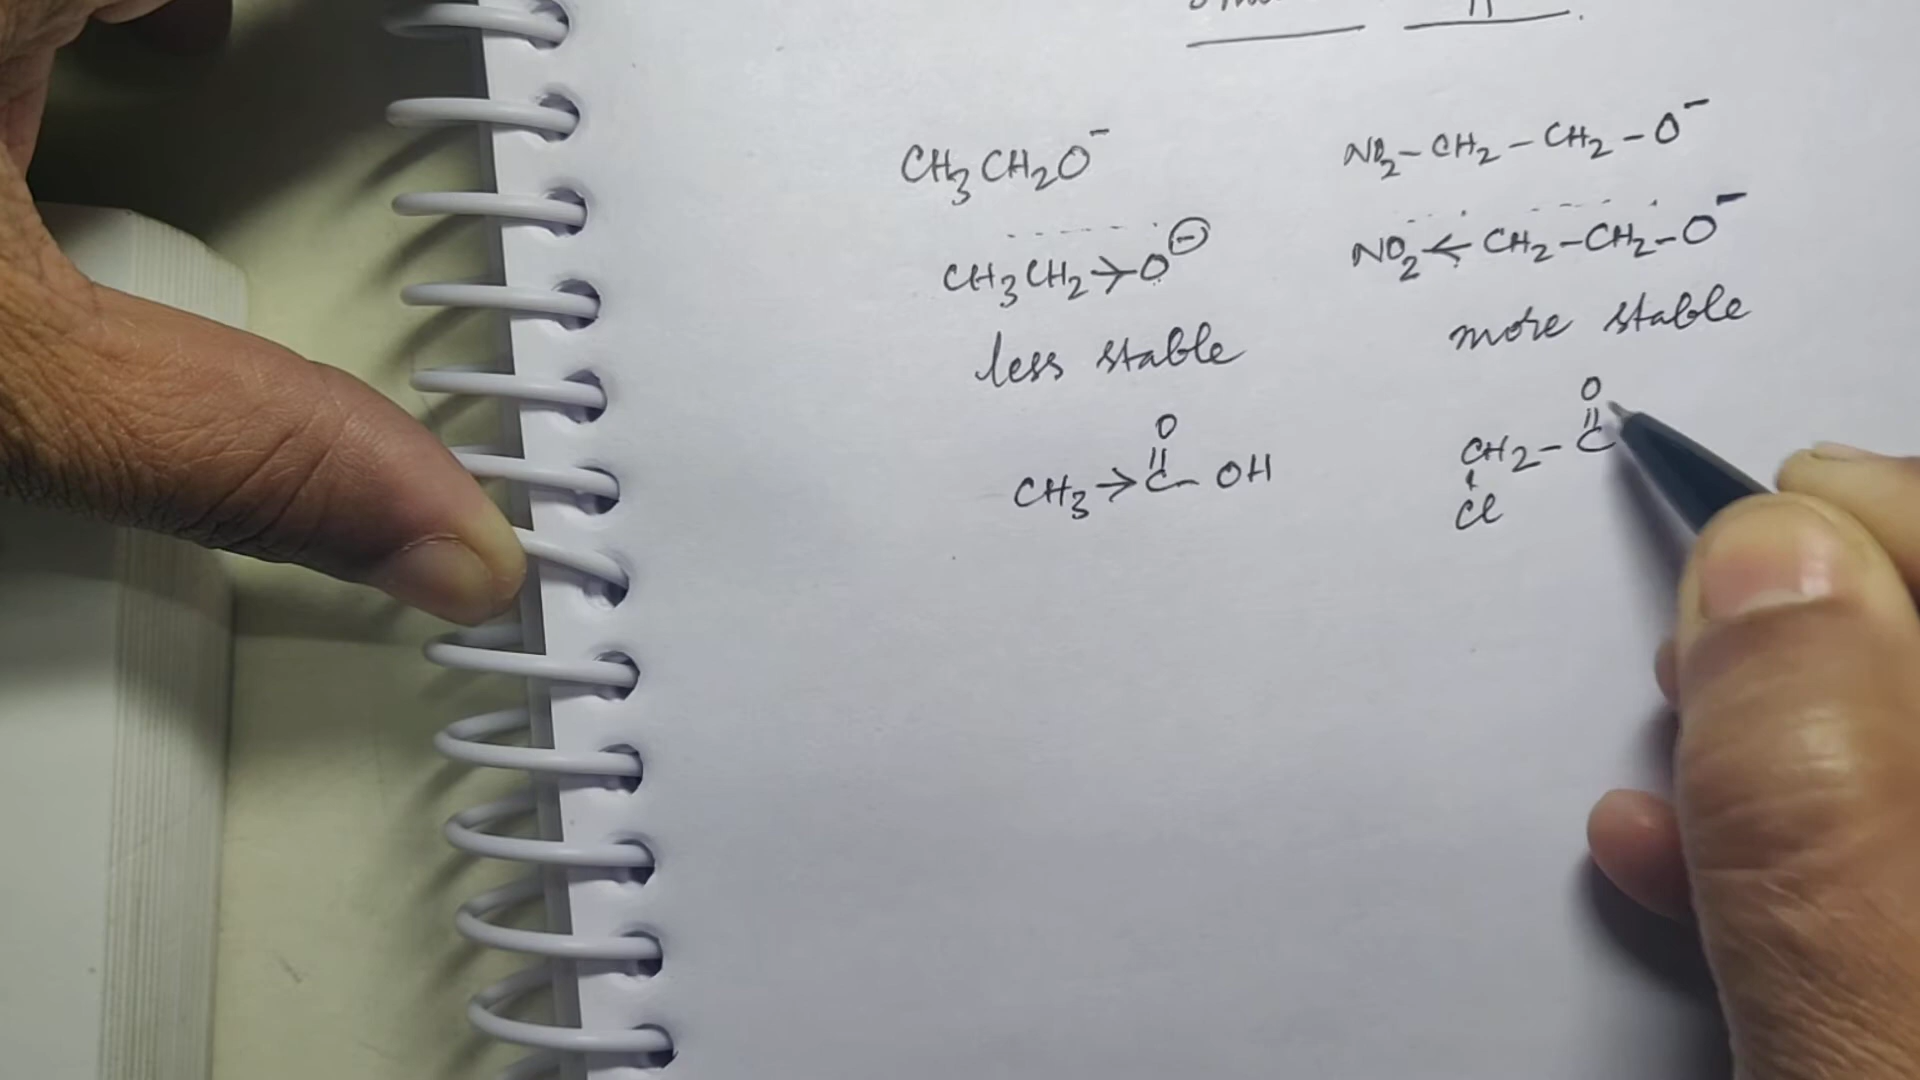 CH₃CH₂O⁻
NO₂-CH₂-CH₂-O⁻
CH₃CH₂→O⊖
NO₂←CH₂-CH₂-O⁻
less stable
more stable
O
||
CH₃→C-OH
O
||
CH₂-C
Cl